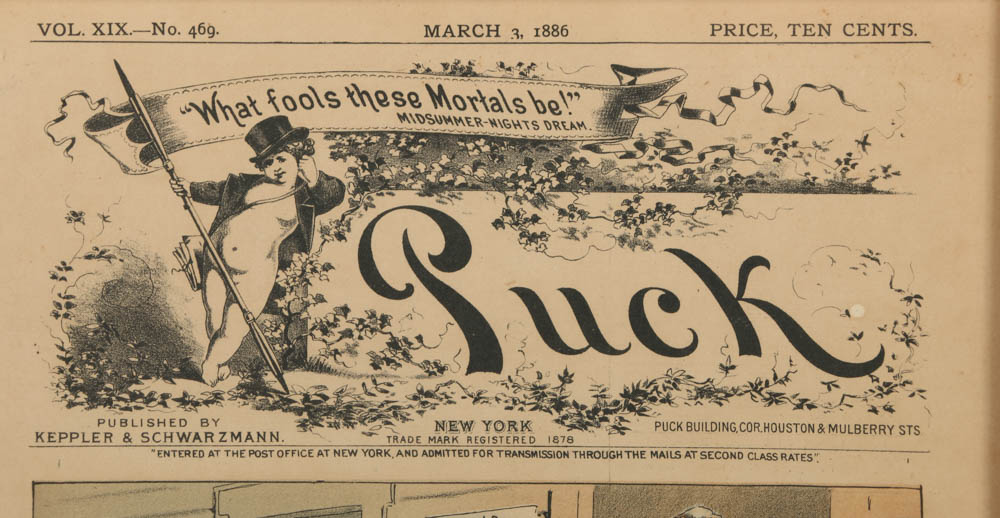 VOL. XIX.—No. 469. MARCH 3, 1886 PRICE, TEN CENTS.
"What fools these Mortals be!"
MIDSUMMER-NIGHTS DREAM.
Puck
PUBLISHED BY
KEPPLER & SCHWARZMANN.
NEW YORK
TRADE MARK REGISTERED 1878
PUCK BUILDING, COR. HOUSTON & MULBERRY STS
"ENTERED AT THE POST OFFICE AT NEW YORK, AND ADMITTED FOR TRANSMISSION THROUGH THE MAILS AT SECOND CLASS RATES".